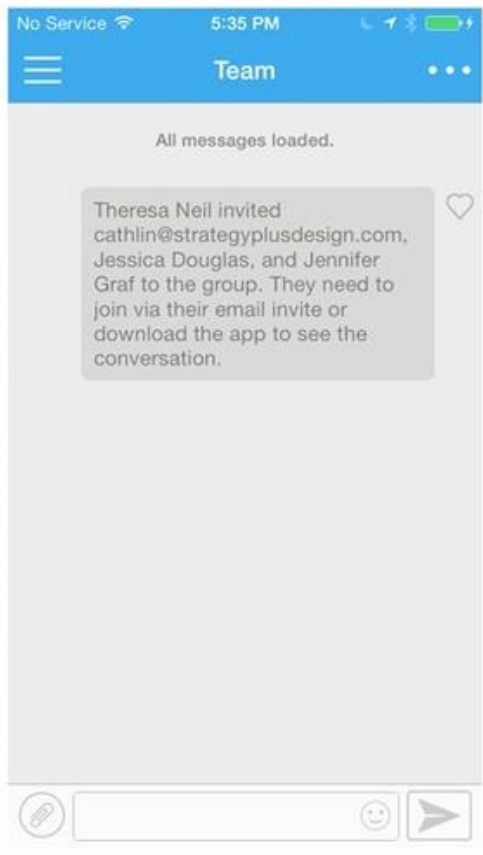 No Service 5:35 PM
Team
All messages loaded.
Theresa Neil invited
cathlin@strategyplusdesign.com,
Jessica Douglas, and Jennifer
Graf to the group. They need to
join via their email invite or
download the app to see the
conversation.